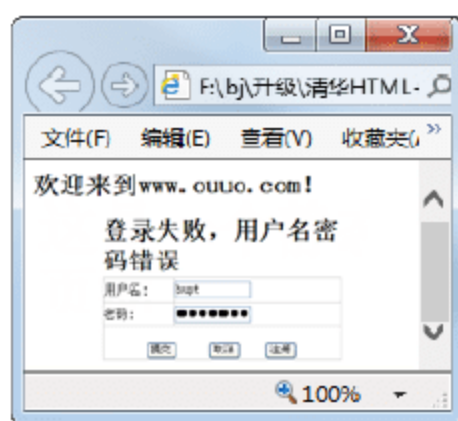 F:\bj\升级\清华HTML-
文件(F) 编辑(E) 查看(V) 收藏夹(
欢迎来到www.ouuo.com!
登录失败，用户名密
码错误
用户名：
密码：
提交 取消 注册
100%